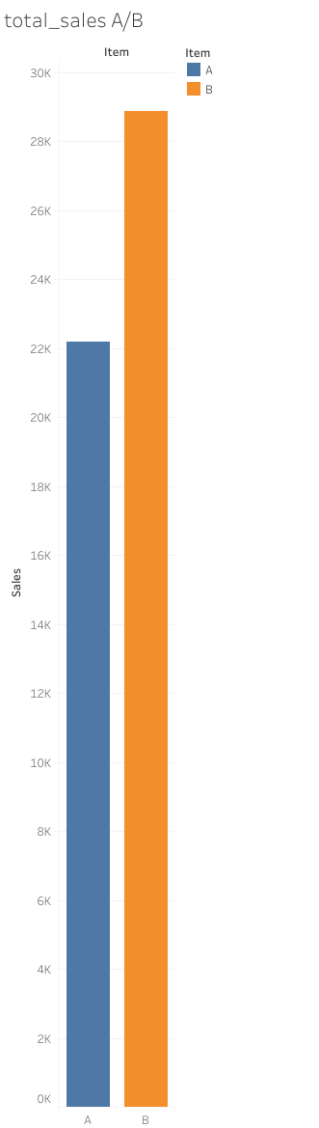 total_sales A/B
Item
Item
A
B
30K
28K
26K
24K
22K
20K
18K
16K
14K
12K
10K
8K
6K
4K
2K
0K
Sales
A B